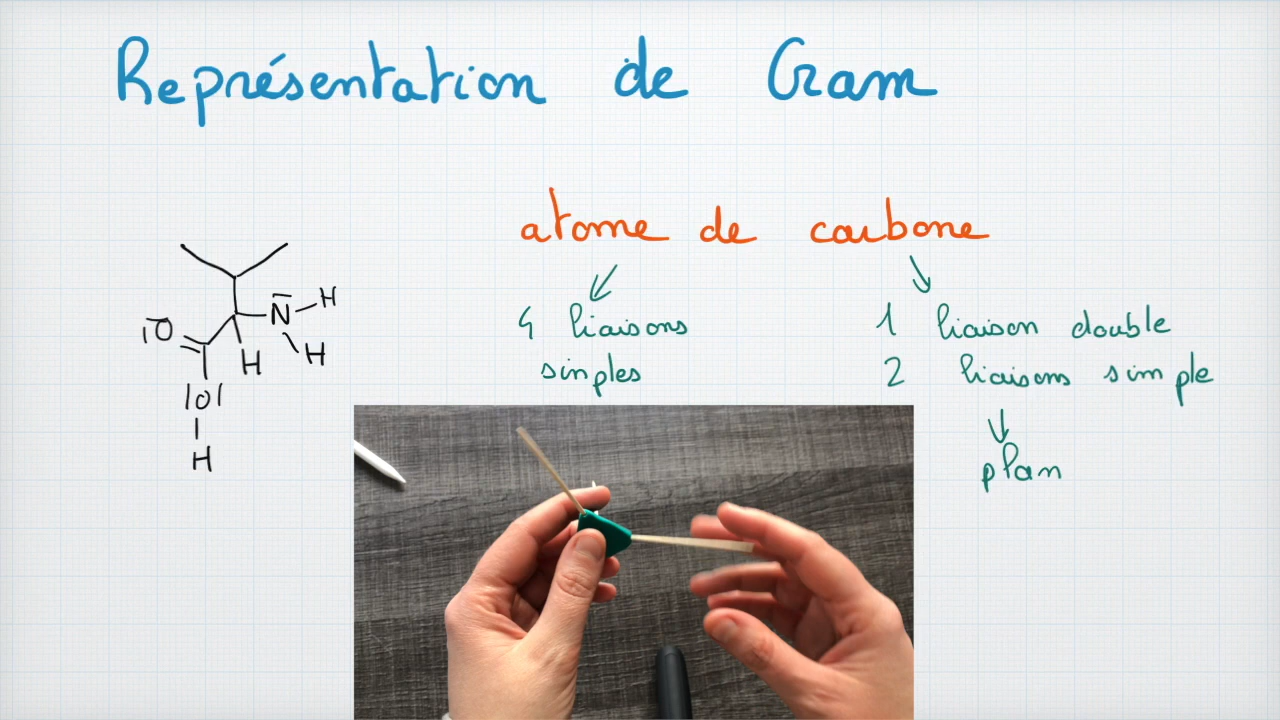 Représentation de Cram
atome de carbone
4 liaisons
simples
1 liaison double
2 liaisons simple
plan
H
N
H
H
O
|O|
H